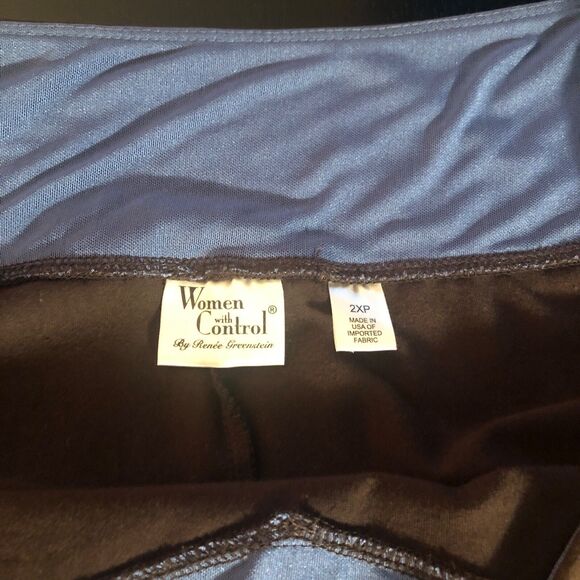 Women
with
Control®
By Renée Greenstein
2XP
MADE IN
USA OF
IMPORTED
FABRIC